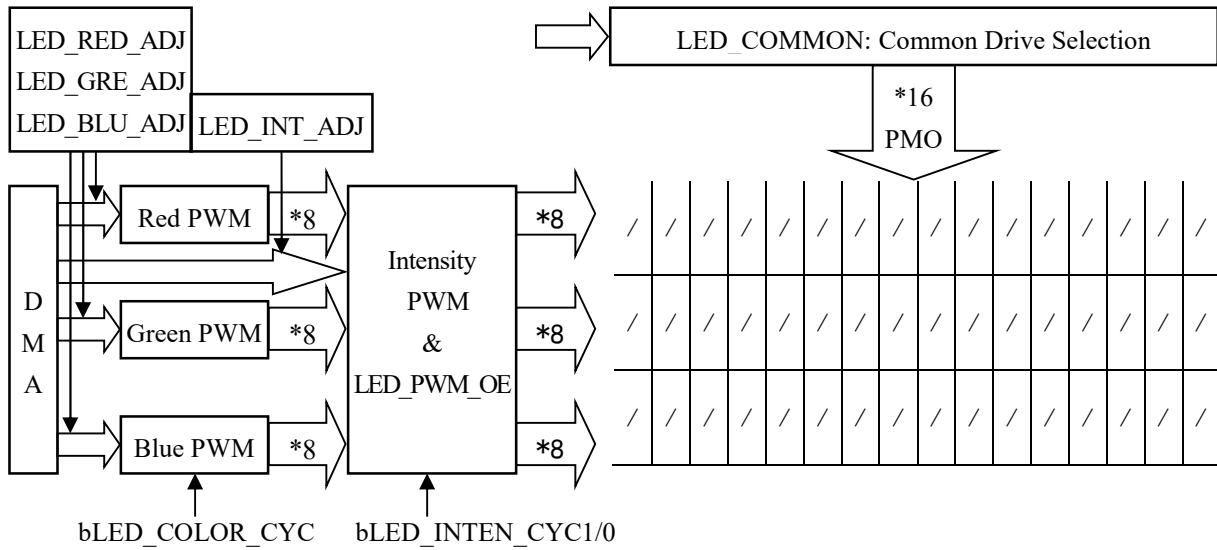 LED_RED_ADJ
LED_GRE_ADJ
LED_BLU_ADJ
LED_INT_ADJ
LED_COMMON: Common Drive Selection
*16
PMO
D
M
A
Red PWM
*8
Green PWM
*8
Blue PWM
*8
Intensity
PWM
&
LED_PWM_OE
*8
*8
*8
/ / / / / / / / / / / / / / / /
/ / / / / / / / / / / / / / / /
/ / / / / / / / / / / / / / / /
bLED_COLOR_CYC
bLED_INTEN_CYC1/0